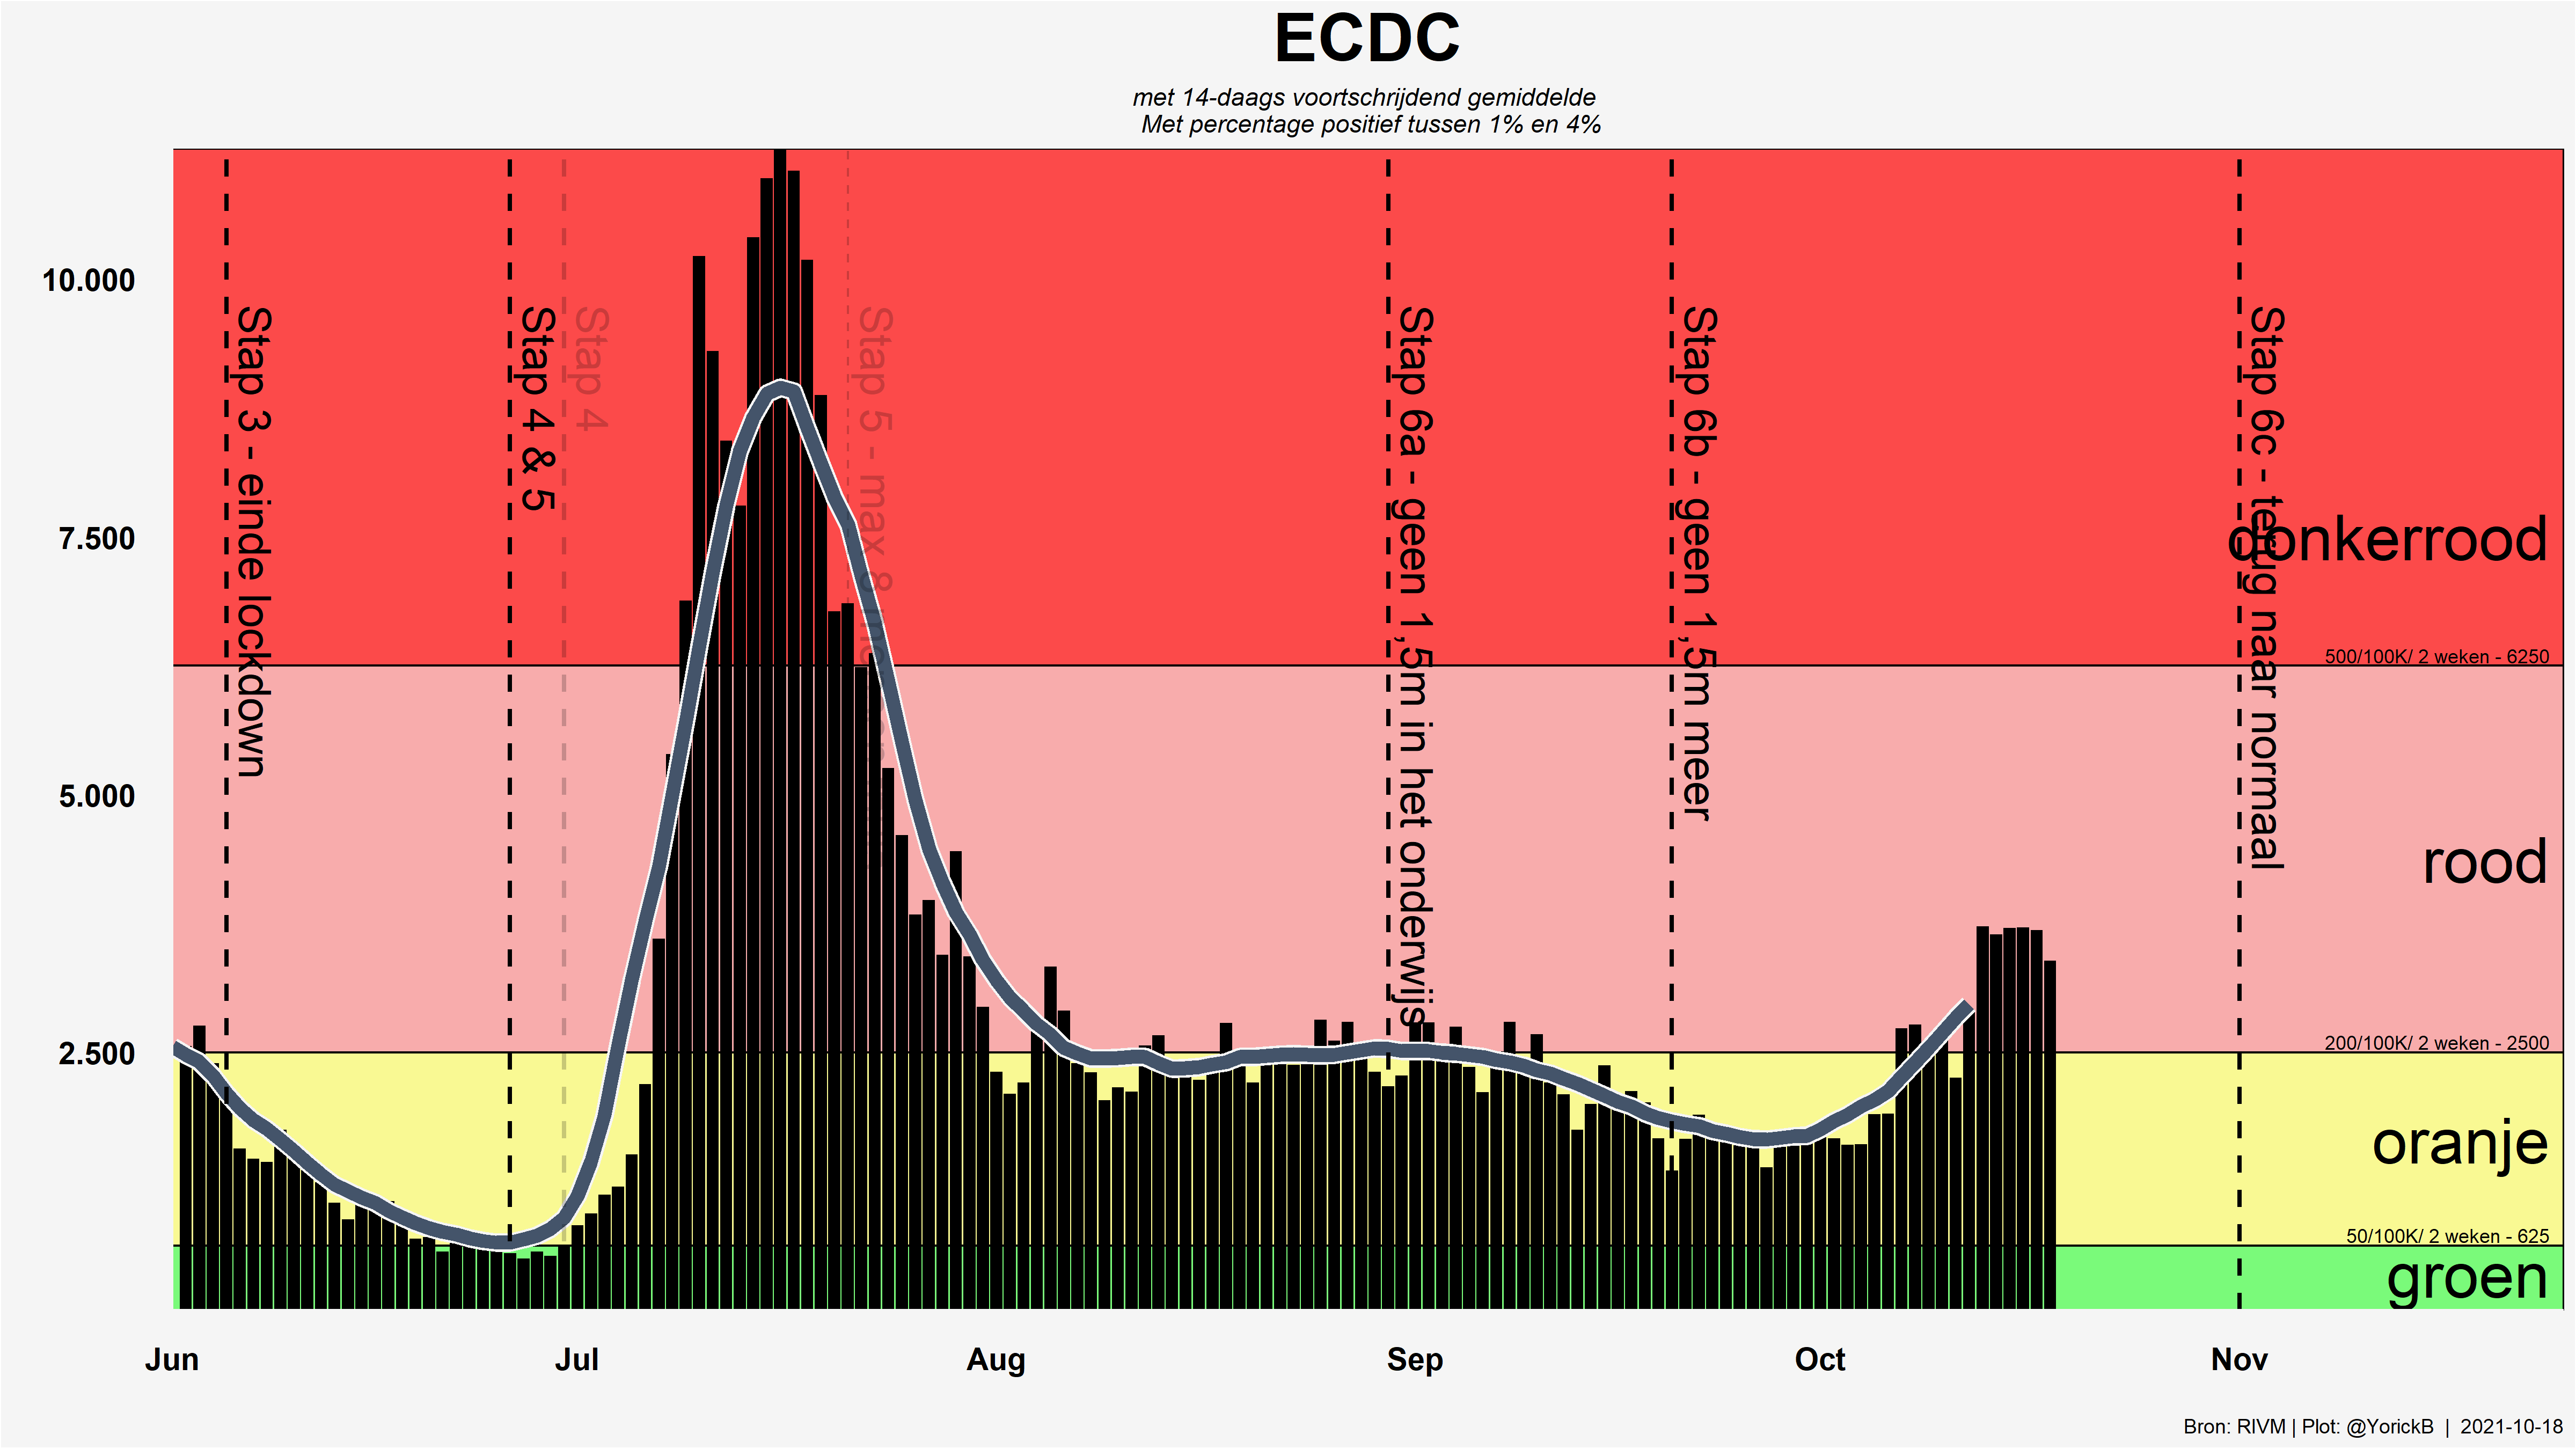 ECDC
met 14-daags voortschrijdend gemiddelde
Met percentage positief tussen 1% en 4%
10.000
7.500
5.000
2.500
Stap 3 - einde lockdown
Stap 4 & 5
Stap 4
Stap 5 - max 8
Stap 6a - geen 1,5m in het onderwijs
Stap 6b - geen 1,5m meer
Stap 6c - terug naar normaal
donkerrood
500/100K/ 2 weken - 6250
rood
200/100K/ 2 weken - 2500
oranje
50/100K/ 2 weken - 625
groen
Jun
Jul
Aug
Sep
Oct
Nov
Bron: RIVM | Plot: @YorickB | 2021-10-18